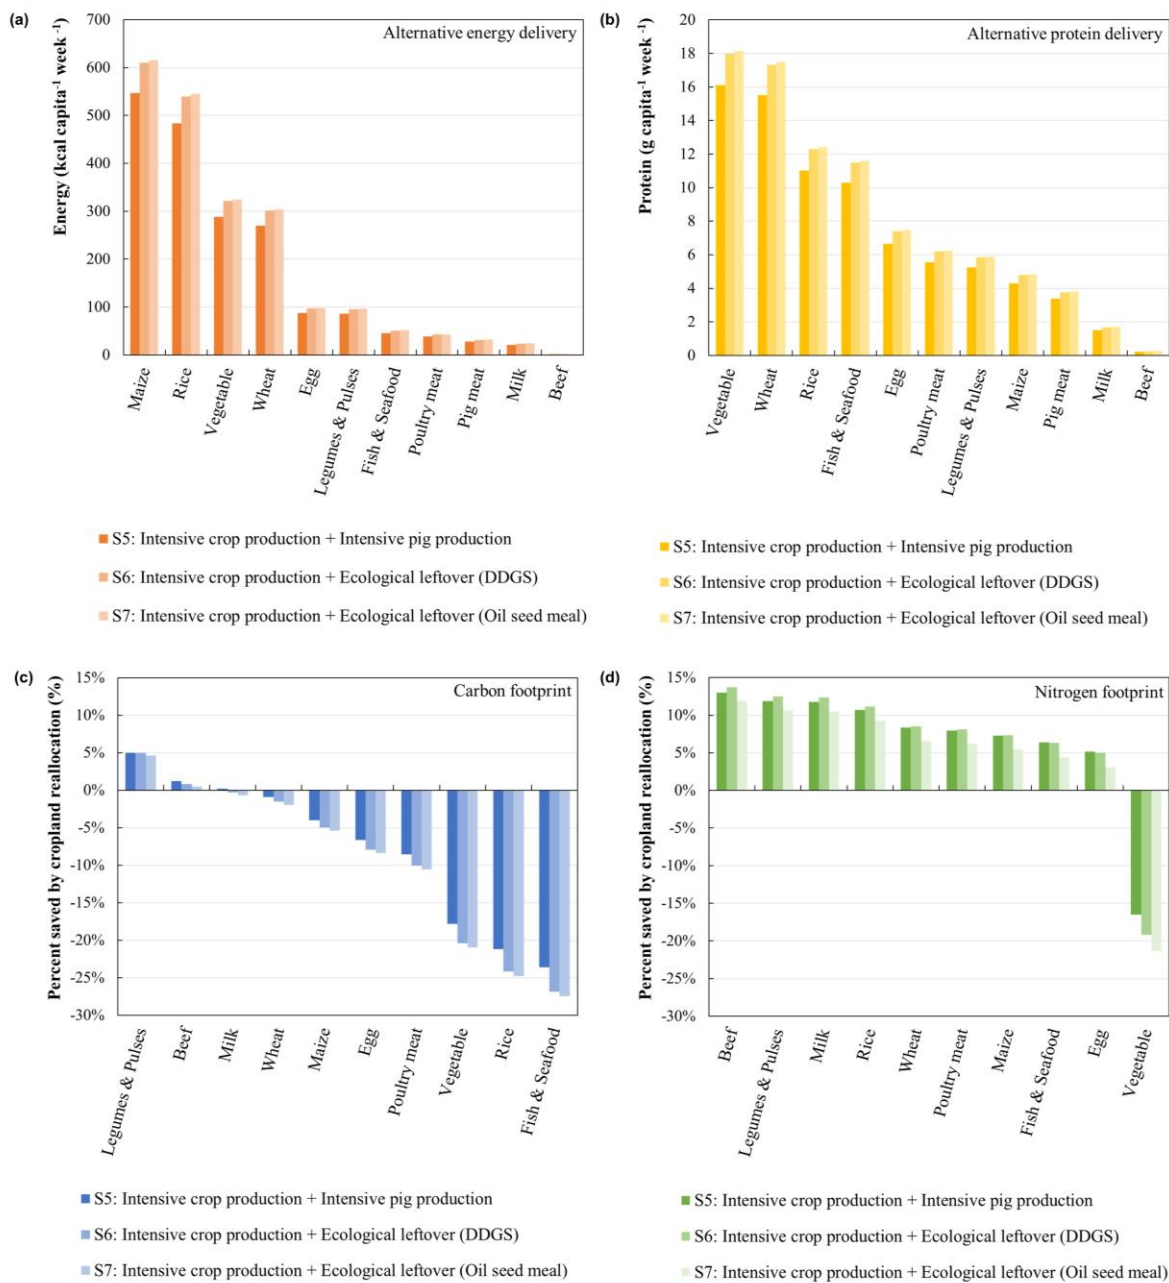 (a)
Alternative energy delivery
Energy (kcal capita⁻¹ week⁻¹)
700
600
500
400
300
200
100
0
Maize
Rice
Vegetable
Wheat
Egg
Legumes & Pulses
Fish & Seafood
Poultry meat
Pig meat
Milk
Beef
S5: Intensive crop production + Intensive pig production
S6: Intensive crop production + Ecological leftover (DDGS)
S7: Intensive crop production + Ecological leftover (Oil seed meal)
(b)
Alternative protein delivery
Protein (g capita⁻¹ week⁻¹)
20
18
16
14
12
10
8
6
4
2
0
Vegetable
Wheat
Rice
Fish & Seafood
Egg
Poultry meat
Legumes & Pulses
Maize
Pig meat
Milk
Beef
S5: Intensive crop production + Intensive pig production
S6: Intensive crop production + Ecological leftover (DDGS)
S7: Intensive crop production + Ecological leftover (Oil seed meal)
(c)
Carbon footprint
Percent saved by cropland reallocation (%)
15%
10%
5%
0%
-5%
-10%
-15%
-20%
-25%
-30%
Legumes & Pulses
Beef
Milk
Wheat
Maize
Egg
Poultry meat
Vegetable
Rice
Fish & Seafood
S5: Intensive crop production + Intensive pig production
S6: Intensive crop production + Ecological leftover (DDGS)
S7: Intensive crop production + Ecological leftover (Oil seed meal)
(d)
Nitrogen footprint
Percent saved by cropland reallocation (%)
15%
10%
5%
0%
-5%
-10%
-15%
-20%
-25%
-30%
Beef
Legumes & Pulses
Milk
Rice
Wheat
Poultry meat
Maize
Fish & Seafood
Egg
Vegetable
S5: Intensive crop production + Intensive pig production
S6: Intensive crop production + Ecological leftover (DDGS)
S7: Intensive crop production + Ecological leftover (Oil seed meal)